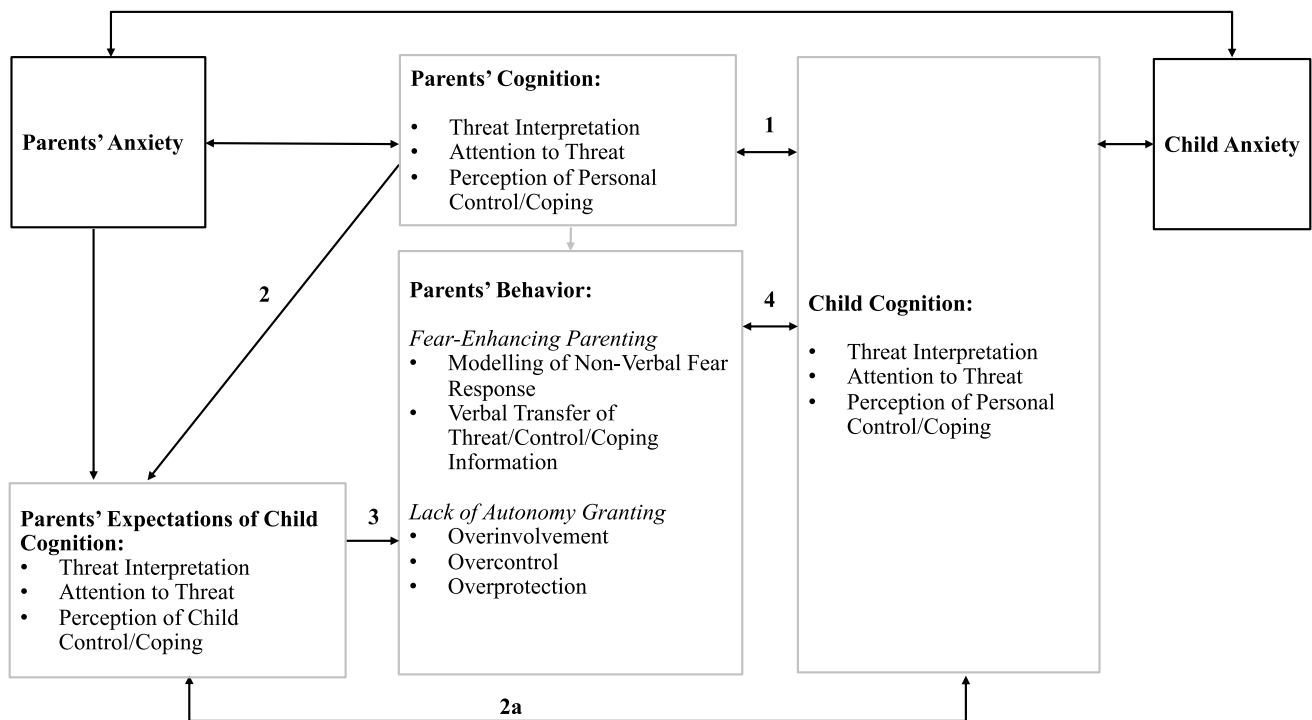 Parents’ Anxiety
Parents’ Cognition:
• Threat Interpretation
• Attention to Threat
• Perception of Personal
Control/Coping
1
Child Anxiety
2
Parents’ Behavior:
Fear-Enhancing Parenting
• Modelling of Non-Verbal Fear
Response
• Verbal Transfer of
Threat/Control/Coping
Information
Lack of Autonomy Granting
• Overinvolvement
• Overcontrol
• Overprotection
4
Child Cognition:
• Threat Interpretation
• Attention to Threat
• Perception of Personal
Control/Coping
Parents’ Expectations of Child
Cognition:
• Threat Interpretation
• Attention to Threat
• Perception of Child
Control/Coping
3
2a